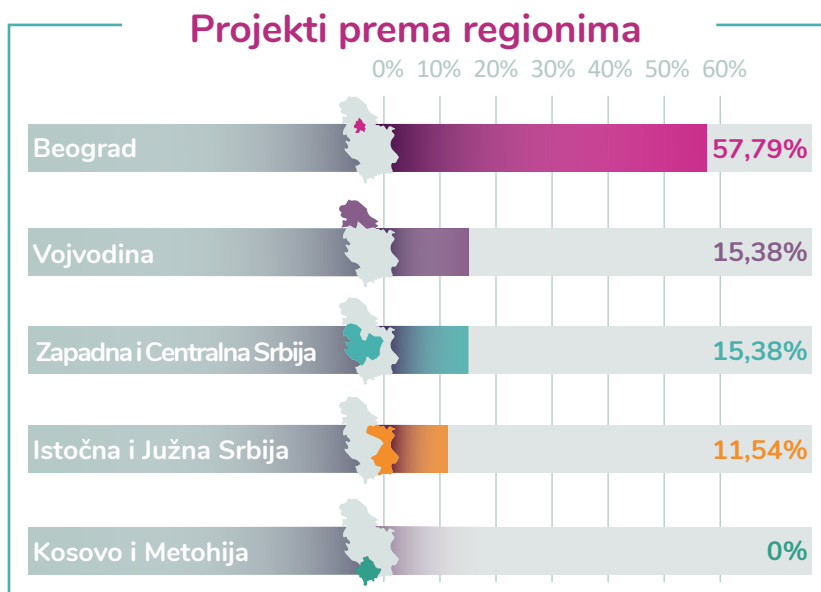 Projekti prema regionima
0% 10% 20% 30% 40% 50% 60%
Beograd 57,79%
Vojvodina 15,38%
Zapadna i Centralna Srbija 15,38%
Istočna i Južna Srbija 11,54%
Kosovo i Metohija 0%